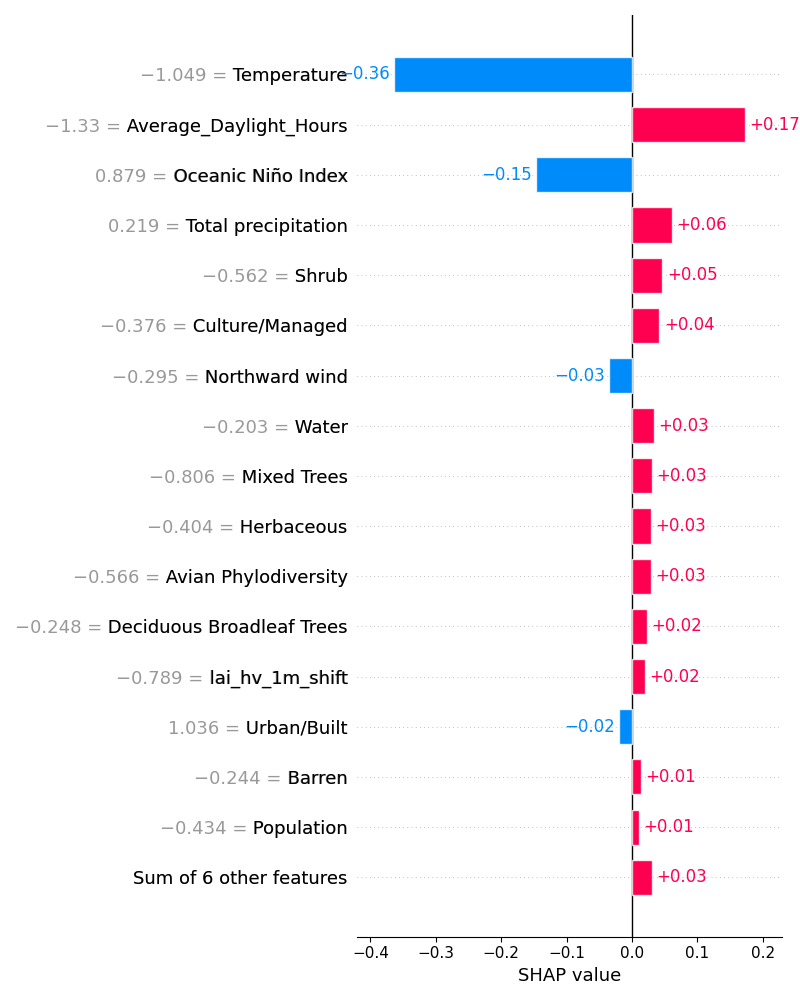 −1.049 = Temperature −0.36
−1.33 = Average_Daylight_Hours +0.17
0.879 = Oceanic Niño Index −0.15
0.219 = Total precipitation +0.06
−0.562 = Shrub +0.05
−0.376 = Culture/Managed +0.04
−0.295 = Northward wind −0.03
−0.203 = Water +0.03
−0.806 = Mixed Trees +0.03
−0.404 = Herbaceous +0.03
−0.566 = Avian Phylodiversity +0.03
−0.248 = Deciduous Broadleaf Trees +0.02
−0.789 = lai_hv_1m_shift +0.02
1.036 = Urban/Built −0.02
−0.244 = Barren +0.01
−0.434 = Population +0.01
Sum of 6 other features +0.03
−0.4 −0.3 −0.2 −0.1 0.0 0.1 0.2
SHAP value